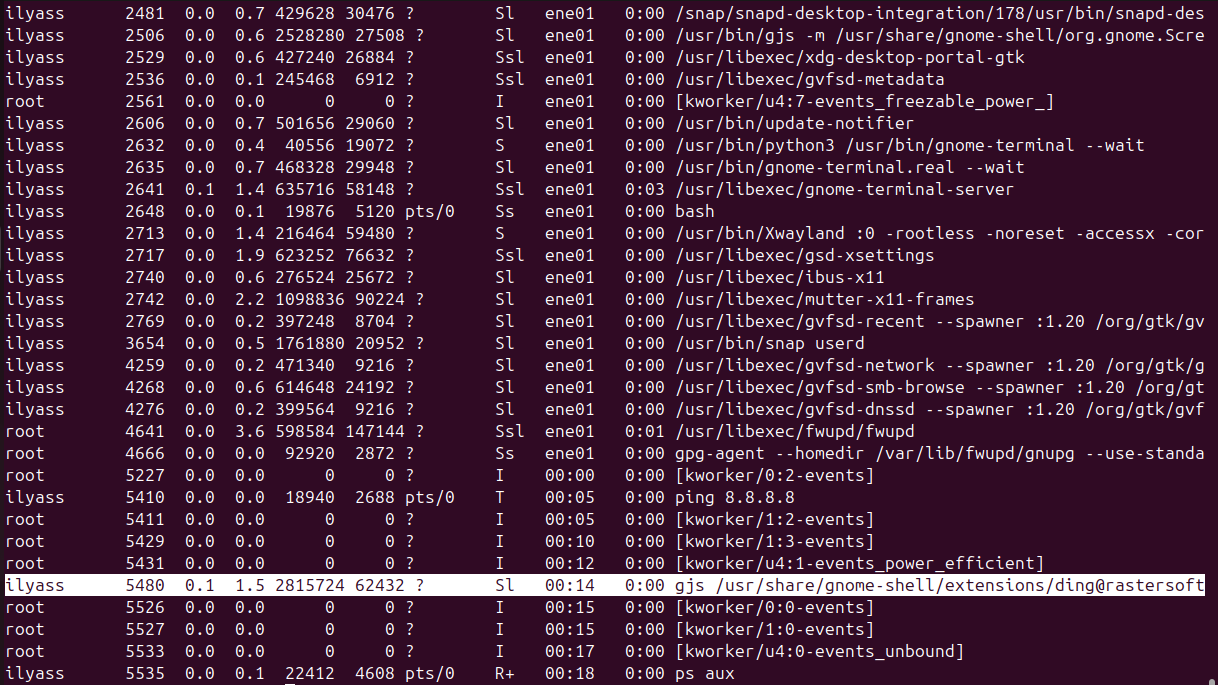 ilyass 2481 0.0 0.7 429628 30476 ? Sl ene01 0:00 /snap/snapd-desktop-integration/178/usr/bin/snapd-des
ilyass 2506 0.0 0.6 2528280 27508 ? Sl ene01 0:00 /usr/bin/gjs -m /usr/share/gnome-shell/org.gnome.Scre
ilyass 2529 0.0 0.6 427240 26884 ? Ssl ene01 0:00 /usr/libexec/xdg-desktop-portal-gtk
ilyass 2536 0.0 0.1 245468 6912 ? Ssl ene01 0:00 /usr/libexec/gvfsd-metadata
root 2561 0.0 0.0 0 0 ? I ene01 0:00 [kworker/u4:7-events_freezable_power_]
ilyass 2606 0.0 0.7 501656 29060 ? Sl ene01 0:00 /usr/bin/update-notifier
ilyass 2632 0.0 0.4 40556 19072 ? S ene01 0:00 /usr/bin/python3 /usr/bin/gnome-terminal --wait
ilyass 2635 0.0 0.7 468328 29948 ? Sl ene01 0:00 /usr/bin/gnome-terminal.real --wait
ilyass 2641 0.1 1.4 635716 58148 ? Ssl ene01 0:03 /usr/libexec/gnome-terminal-server
ilyass 2648 0.0 0.1 19876 5120 pts/0 Ss ene01 0:00 bash
ilyass 2713 0.0 1.4 216464 59480 ? S ene01 0:00 /usr/bin/Xwayland :0 -rootless -noreset -accessx -cor
ilyass 2717 0.0 1.9 623252 76632 ? Ssl ene01 0:00 /usr/libexec/gsd-xsettings
ilyass 2740 0.0 0.6 276524 25672 ? Sl ene01 0:00 /usr/libexec/ibus-x11
ilyass 2742 0.0 2.2 1098836 90224 ? Sl ene01 0:00 /usr/libexec/mutter-x11-frames
ilyass 2769 0.0 0.2 397248 8704 ? Sl ene01 0:00 /usr/libexec/gvfsd-recent --spawner :1.20 /org/gtk/gv
ilyass 3654 0.0 0.5 1761880 20952 ? Sl ene01 0:00 /usr/bin/snap userd
ilyass 4259 0.0 0.2 471340 9216 ? Sl ene01 0:00 /usr/libexec/gvfsd-network --spawner :1.20 /org/gtk/g
ilyass 4268 0.0 0.6 614648 24192 ? Sl ene01 0:00 /usr/libexec/gvfsd-smb-browse --spawner :1.20 /org/gt
ilyass 4276 0.0 0.2 399564 9216 ? Sl ene01 0:00 /usr/libexec/gvfsd-dnssd --spawner :1.20 /org/gtk/gvf
root 4641 0.0 3.6 598584 147144 ? Ssl ene01 0:01 /usr/libexec/fwupd/fwupd
root 4666 0.0 0.0 92920 2872 ? Ss ene01 0:00 gpg-agent --homedir /var/lib/fwupd/gnupg --use-standa
root 5227 0.0 0.0 0 0 ? I 00:00 0:00 [kworker/0:2-events]
ilyass 5410 0.0 0.0 18940 2688 pts/0 T 00:05 0:00 ping 8.8.8.8
root 5411 0.0 0.0 0 0 ? I 00:05 0:00 [kworker/1:2-events]
root 5429 0.0 0.0 0 0 ? I 00:10 0:00 [kworker/1:3-events]
root 5431 0.0 0.0 0 0 ? I 00:12 0:00 [kworker/u4:1-events_power_efficient]
ilyass 5480 0.1 1.5 2815724 62432 ? Sl 00:14 0:00 gjs /usr/share/gnome-shell/extensions/ding@rastersoft
root 5526 0.0 0.0 0 0 ? I 00:15 0:00 [kworker/0:0-events]
root 5527 0.0 0.0 0 0 ? I 00:15 0:00 [kworker/1:0-events]
root 5533 0.0 0.0 0 0 ? I 00:17 0:00 [kworker/u4:0-events_unbound]
ilyass 5535 0.0 0.1 22412 4608 pts/0 R+ 00:18 0:00 ps aux